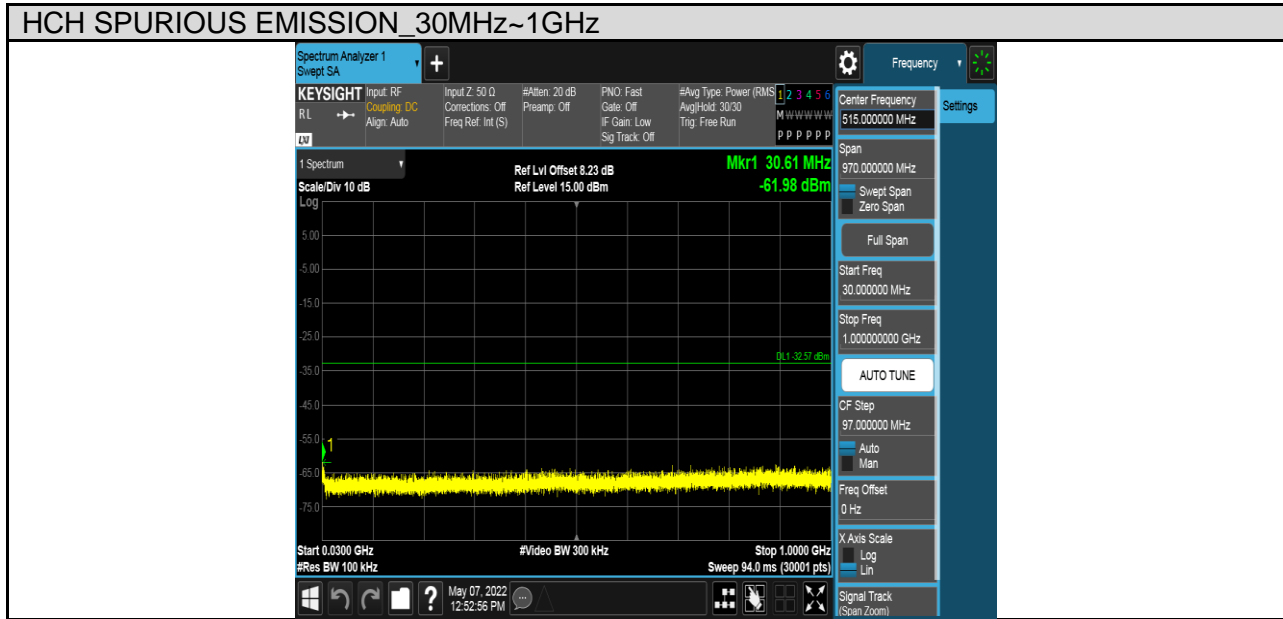 HCH SPURIOUS EMISSION_30MHz~1GHz
Spectrum Analyzer 1
Swept SA
+
Frequency
Settings
KEYSIGHT
RL
LXI
Input: RF
Coupling: DC
Align: Auto
Input Z: 50 Ω
Corrections: Off
Freq Ref: Int (S)
#Atten: 20 dB
Preamp: Off
PNO: Fast
Gate: Off
IF Gain: Low
Sig Track: Off
#Avg Type: Power (RMS
Avg|Hold: 30/30
Trig: Free Run
1 2 3 4 5 6
M W W W W W
P P P P P P
1 Spectrum
Scale/Div 10 dB
Log
Ref Lvl Offset 8.23 dB
Ref Level 15.00 dBm
Mkr1 30.61 MHz
-61.98 dBm
5.00
-5.00
-15.0
-25.0
DL1 -32.57 dBm
-35.0
-45.0
-55.0
1
-65.0
-75.0
Start 0.0300 GHz
#Res BW 100 kHz
#Video BW 300 kHz
Stop 1.0000 GHz
Sweep 94.0 ms (30001 pts)
Center Frequency
515.000000 MHz
Span
970.000000 MHz
Swept Span
Zero Span
Full Span
Start Freq
30.000000 MHz
Stop Freq
1.000000000 GHz
AUTO TUNE
CF Step
97.000000 MHz
Auto
Man
Freq Offset
0 Hz
X Axis Scale
Log
Lin
Signal Track
(Span Zoom)
?
May 07, 2022
12:52:56 PM